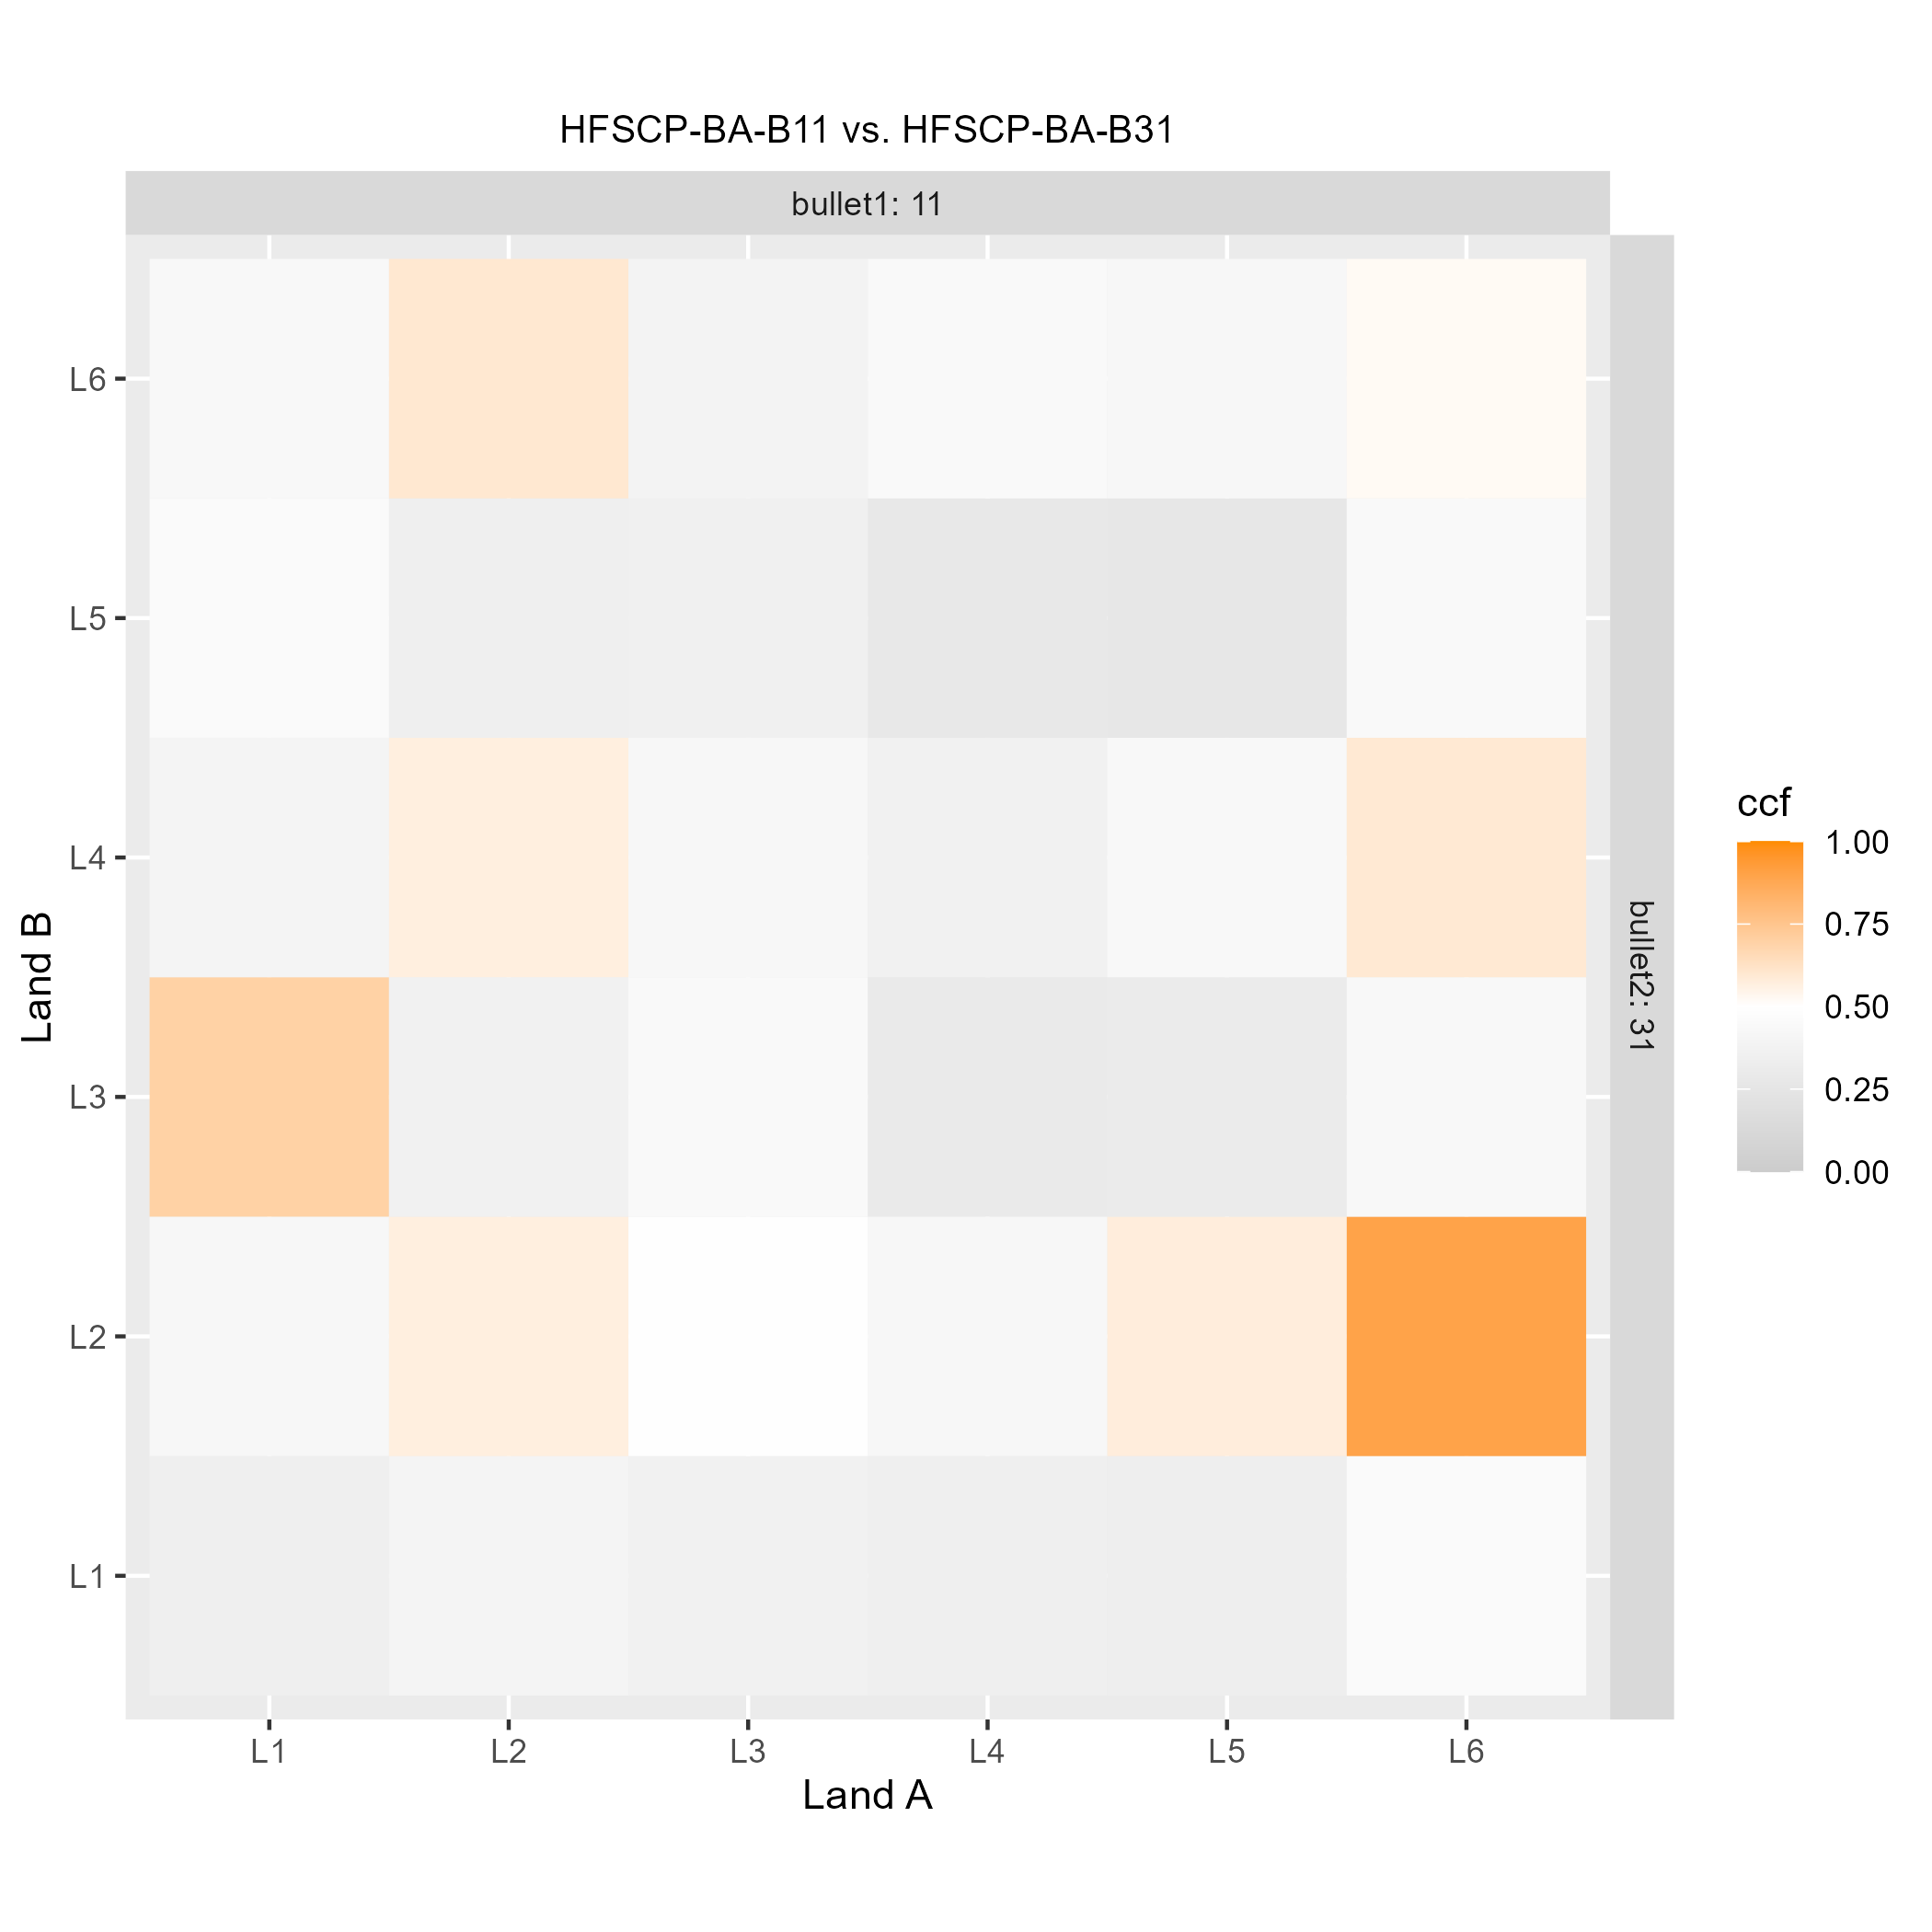 HFSCP-BA-B11 vs. HFSCP-BA-B31
bullet1: 11
L6
L5
L4
L3
L2
L1
Land B
L1
L2
L3
L4
L5
L6
Land A
bullet2: 31
ccf
1.00
0.75
0.50
0.25
0.00